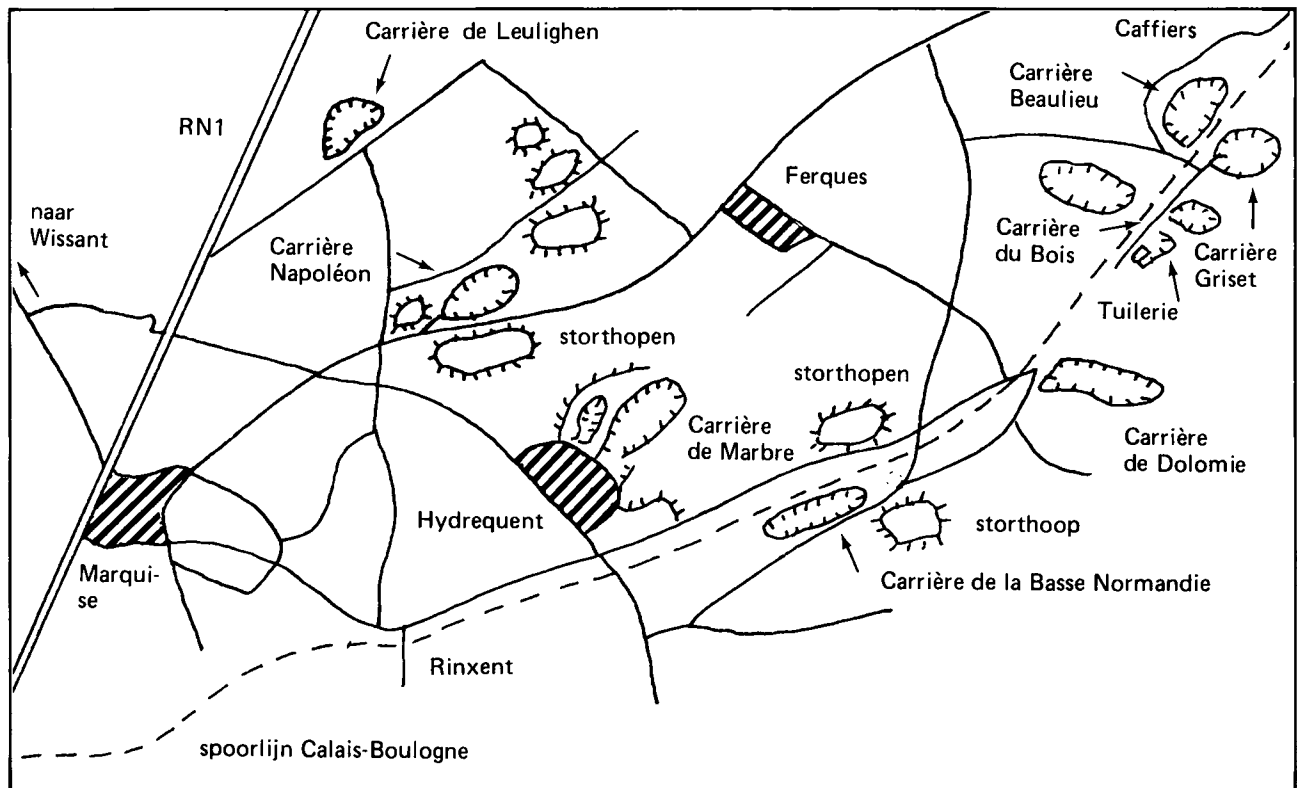 Carrière de Leulighen
Caffiers
Carrière
Beaulieu
RN1
Ferques
naar
Wissant
Carrière
Napoléon
Carrière
du Bois
Carrière
Griset
Tuilerie
storthopen
storthopen
Carrière
de Marbre
Carrière
de Dolomie
Hydrequent
storthoop
Marqui-
se
Carrière de la Basse Normandie
Rinxent
spoorlijn Calais-Boulogne